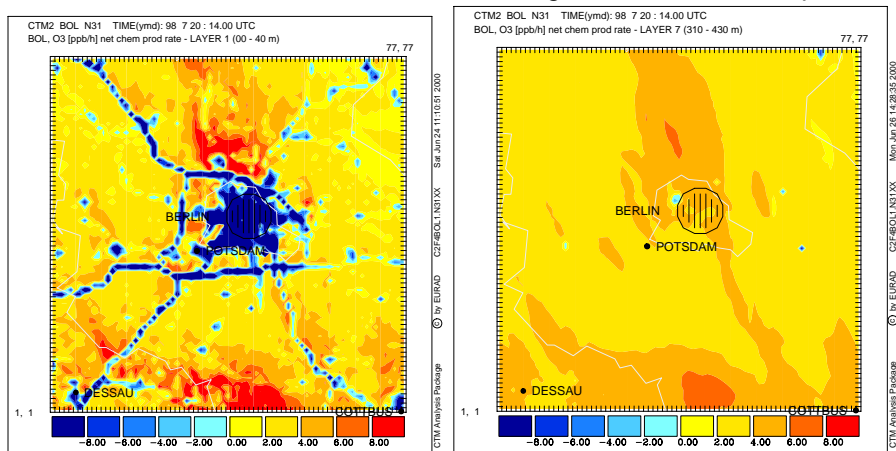 CTM2 BOL N31 TIME(ymd): 98 7 20 : 14.00 UTC
BOL, O3 [ppb/h] net chem prod rate - LAYER 1 (00 - 40 m)
77, 77
BERLIN
POTSDAM
DESSAU
COTTBUS
1, 1
-8.00 -6.00 -4.00 -2.00 0.00 2.00 4.00 6.00 8.00
CTM Analysis Package © by EURAD C2F4BOL1.N31XX Sat Jun 24 11:10:51 2000
CTM2 BOL N31 TIME(ymd): 98 7 20 : 14.00 UTC
BOL, O3 [ppb/h] net chem prod rate - LAYER 7 (310 - 430 m)
77, 77
BERLIN
POTSDAM
DESSAU
COTTBUS
1, 1
-8.00 -6.00 -4.00 -2.00 0.00 2.00 4.00 6.00 8.00
CTM Analysis Package © by EURAD C2F4BOL1.N31XX Mon Jun 26 14:28:35 2000